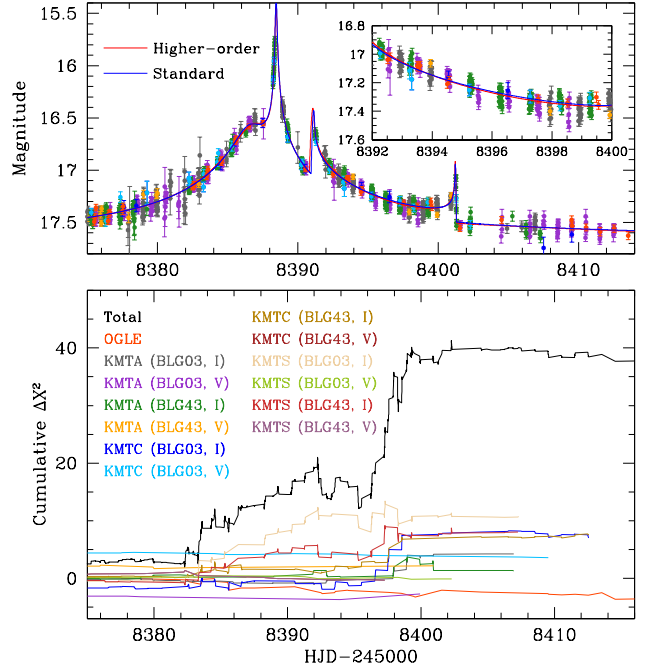 15.5
16
16.5
17
17.5
Magnitude
Higher-order
Standard
16.8
17
17.2
17.4
17.6
8392 8394 8396 8398 8400
8380 8390 8400 8410
Total
OGLE
KMTA (BLG03, I)
KMTA (BLG03, V)
KMTA (BLG43, I)
KMTA (BLG43, V)
KMTC (BLG03, I)
KMTC (BLG03, V)
KMTC (BLG43, I)
KMTC (BLG43, V)
KMTS (BLG03, I)
KMTS (BLG03, V)
KMTS (BLG43, I)
KMTS (BLG43, V)
40
20
0
Cumulative ΔX²
8380 8390 8400 8410
HJD-245000